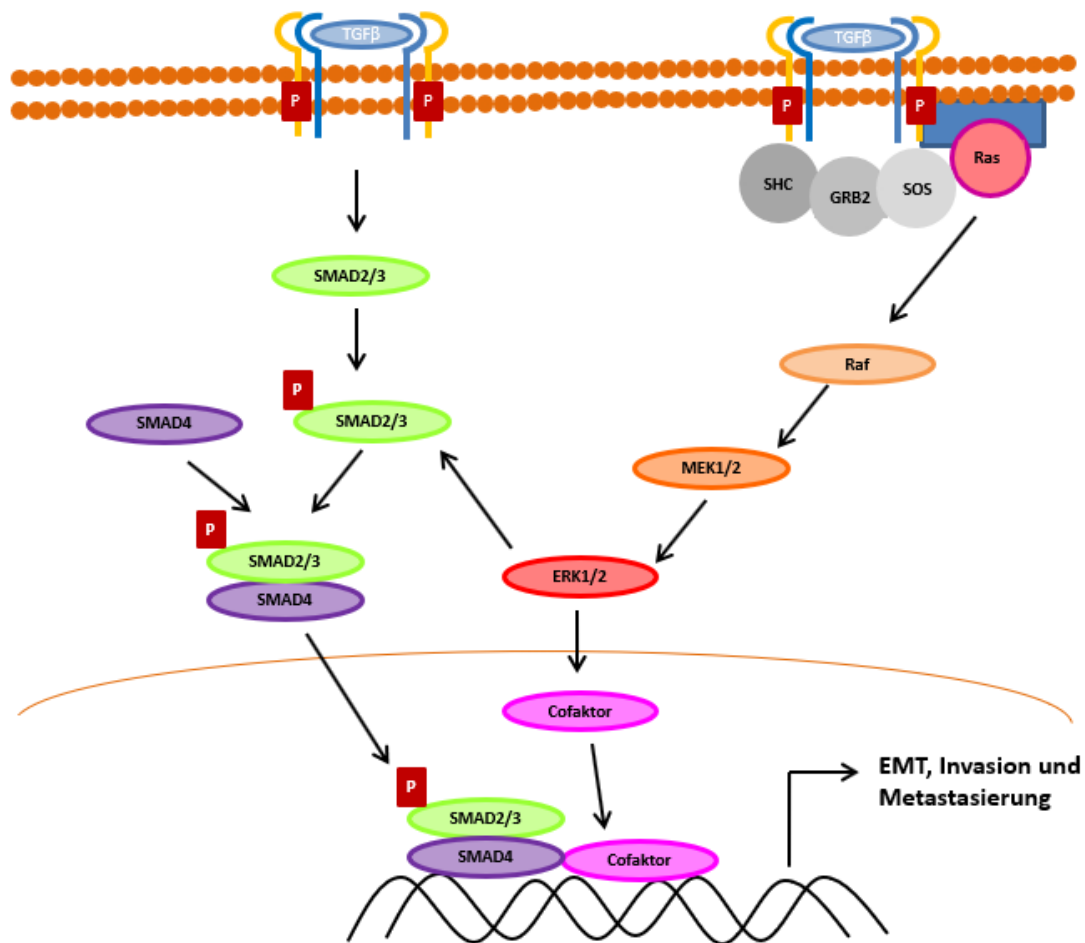 TGFβ
TGFβ
P
P
P
P
SHC
GRB2
SOS
Ras
SMAD2/3
Raf
P
SMAD4
SMAD2/3
MEK1/2
P
SMAD2/3
SMAD4
ERK1/2
Cofaktor
EMT, Invasion und
Metastasierung
P
SMAD2/3
SMAD4
Cofaktor